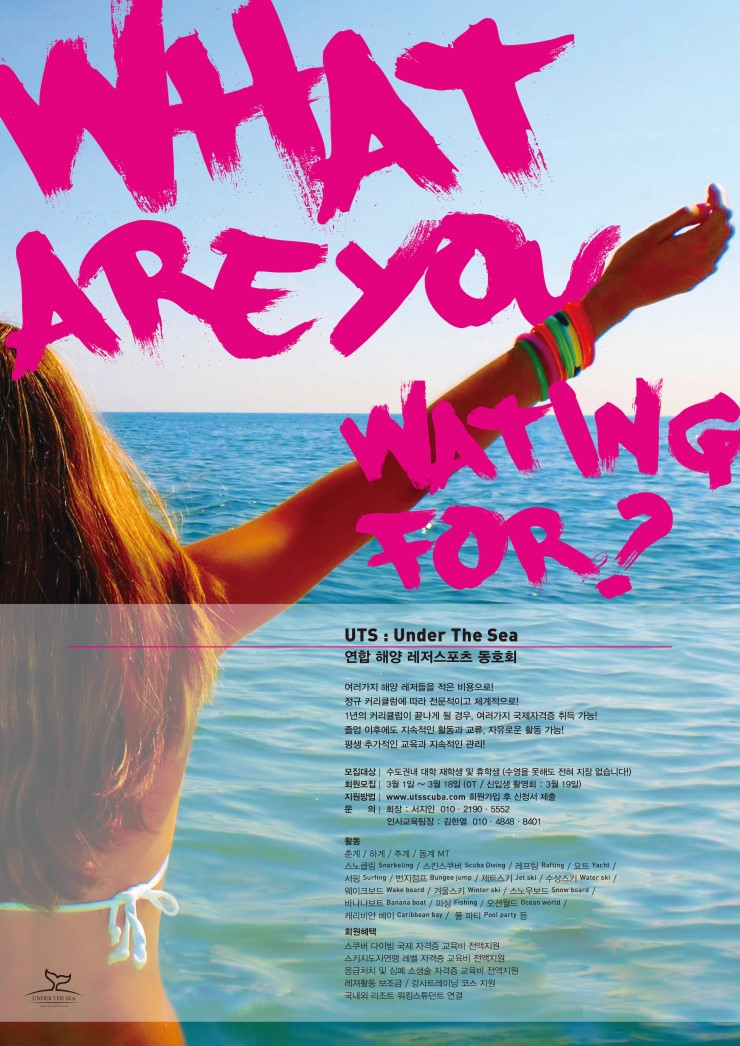 WHAT
ARE YOU
WATING
FOR?
UTS : Under The Sea
연합 해양 레저스포츠 동호회
여러가지 해양 레저들을 적은 비용으로!
정규 커리큘럼에 따라 전문적이고 체계적으로!
1년의 커리큘럼이 끝나게 될 경우, 여러가지 국제자격증 취득 가능!
졸업 이후에도 지속적인 활동과 교류, 자유로운 활동 가능!
평생 추가적인 교육과 지속적인 관리!
모집대상 | 수도권내 대학 재학생 및 휴학생 (수영을 못해도 전혀 지장 없습니다!)
회원모집 | 3월 1일 ~ 3월 18일 (OT / 신입생 촬영회 : 3월 19일)
지원방법 | www.utsscuba.com 회원가입 후 신청서 제출
문 의 | 회장 : 서지인 010 · 2190 · 5552
인사교육팀장 : 김한열 010 · 4848 · 8401
활동
춘계 / 하계 / 추계 / 동계 MT
스노클링 Snerkeling / 스킨스쿠버 Scuba Diving / 레프팅 Rafting / 요트 Yacht /
서핑 Surfing / 번지점프 Bungee jump / 제트스키 Jet ski / 수상스키 Water ski /
웨이크보드 Wake board / 겨울스키 Winter ski / 스노우보드 Snow board /
바나나보트 Banana boat / 피싱 Fishing / 오션월드 Ocean world /
캐리비안 베이 Caribbean bay / 풀 파티 Pool party 등
회원혜택
스쿠버 다이빙 국제 자격증 교육비 전액지원
스키지도자연맹 레벨 자격증 교육비 전액지원
응급처치 및 심폐 소생술 자격증 교육비 전액지원
레져활동 보조금 / 강사트레이닝 코스 지원
국내외 리조트 워킹스튜던트 연결
UNDER THE SEA